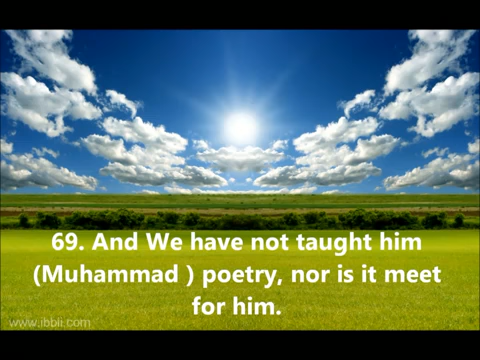 69. And We have not taught him
(Muhammad ) poetry, nor is it meet
for him.
www.ibbli.com